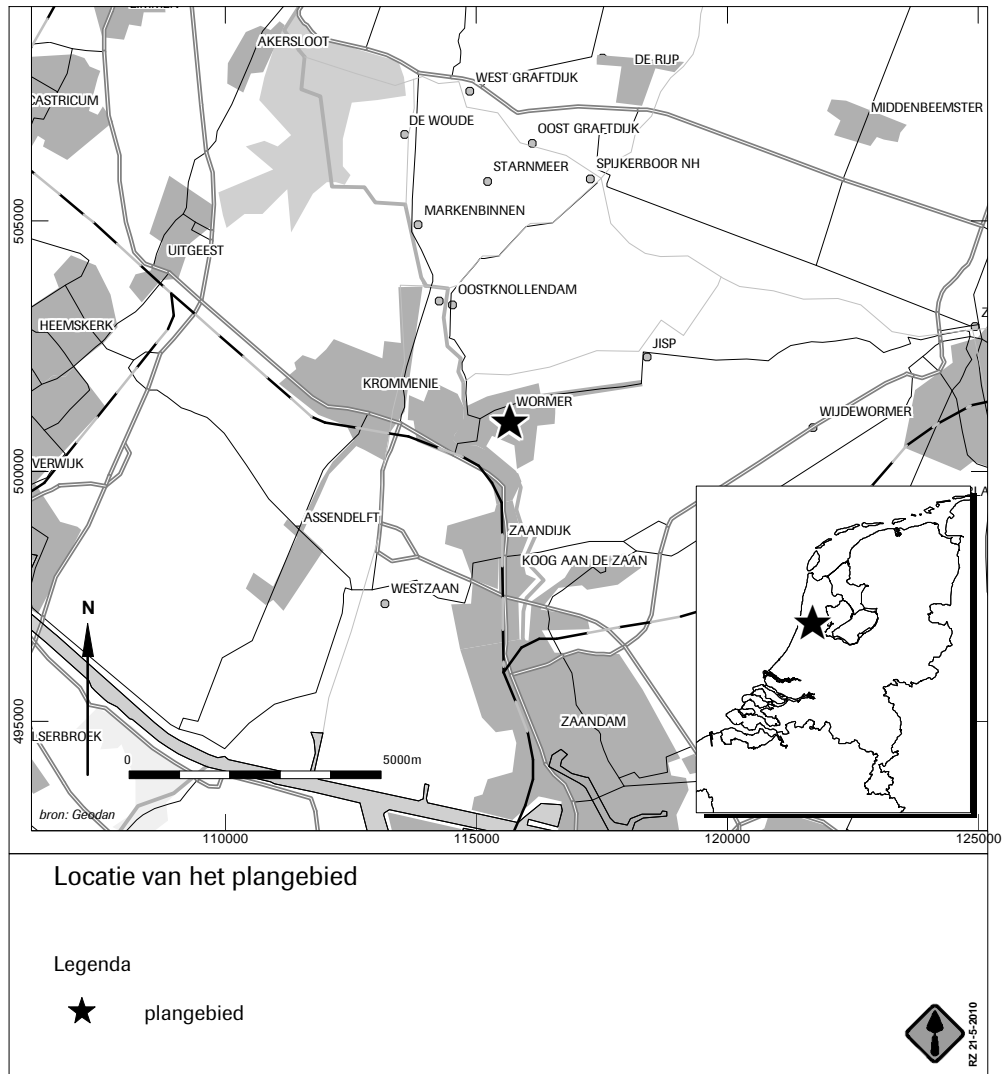 AKERSLOOT
DE RIJP
WEST GRAFTDIJK
CASTRICUM
MIDDENBEEMSTER
DE WOUDE
OOST GRAFTDIJK
STARNMEER
SPIJKERBOOR NH
MARKENBINNEN
505000
UITGEEST
OOSTKNOLLENDAM
HEEMSKERK
Z
JISP
KROMMENIE
WORMER
WIJDEWORMER
VERWIJK
500000
LA
ASSENDELFT
ZAANDIJK
KOOG AAN DE ZAAN
WESTZAAN
N
ZAANDAM
495000
LSERBROEK
0 5000m
bron: Geodan
110000 115000 120000 125000
Locatie van het plangebied
Legenda
plangebied
RZ 21-5-2010